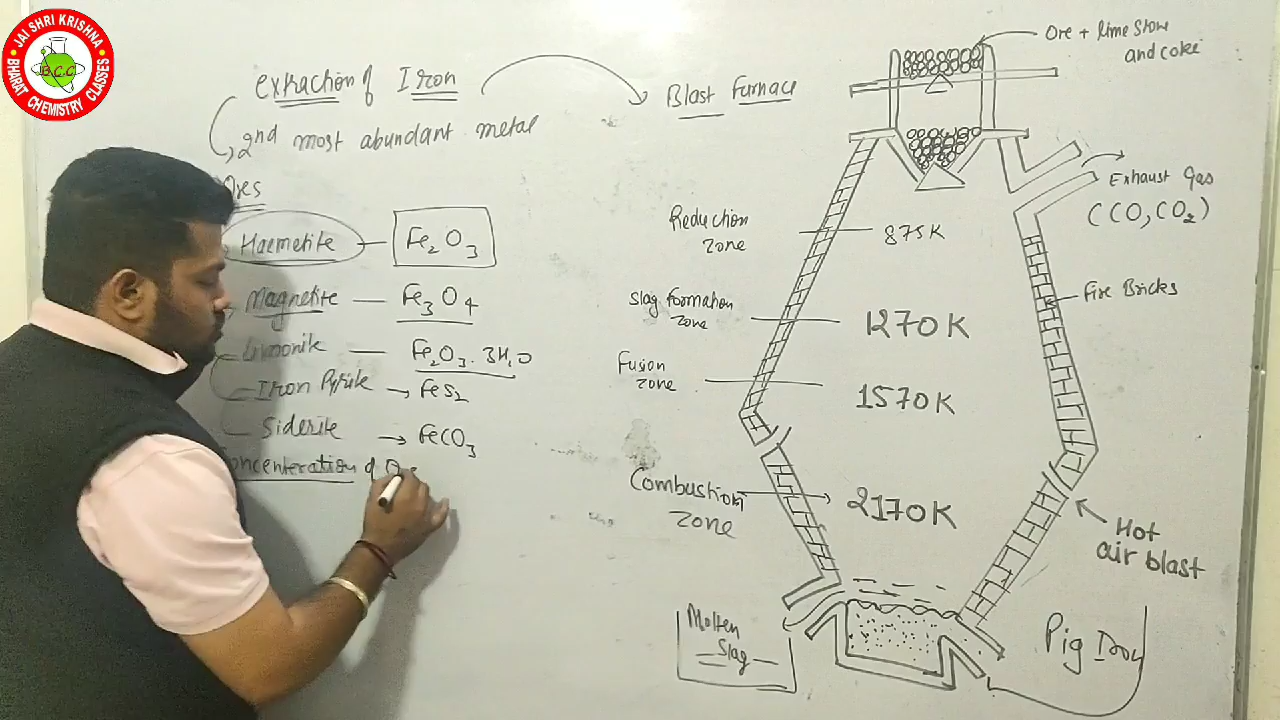 JAI SHRI KRISHNA
B.C.C
BHARAT CHEMISTRY CLASSES
extraction of Iron
2nd most abundant metal
Ores
Haemetite — Fe₂O₃
Magnetite — Fe₃O₄
Limonite — Fe₂O₃·3H₂O
Iron Pyrite → FeS₂
Siderite → FeCO₃
Concenteration of Ore
Blast Furnace
Ore + lime stone
and coke
Exhaust Gas
(CO, CO₂)
Reduction
zone
875K
Fire Bricks
slag formation
zone
1270K
Fusion
zone
1570K
Combustion
zone
2170K
Hot
air blast
Molten
Slag
Pig Iron